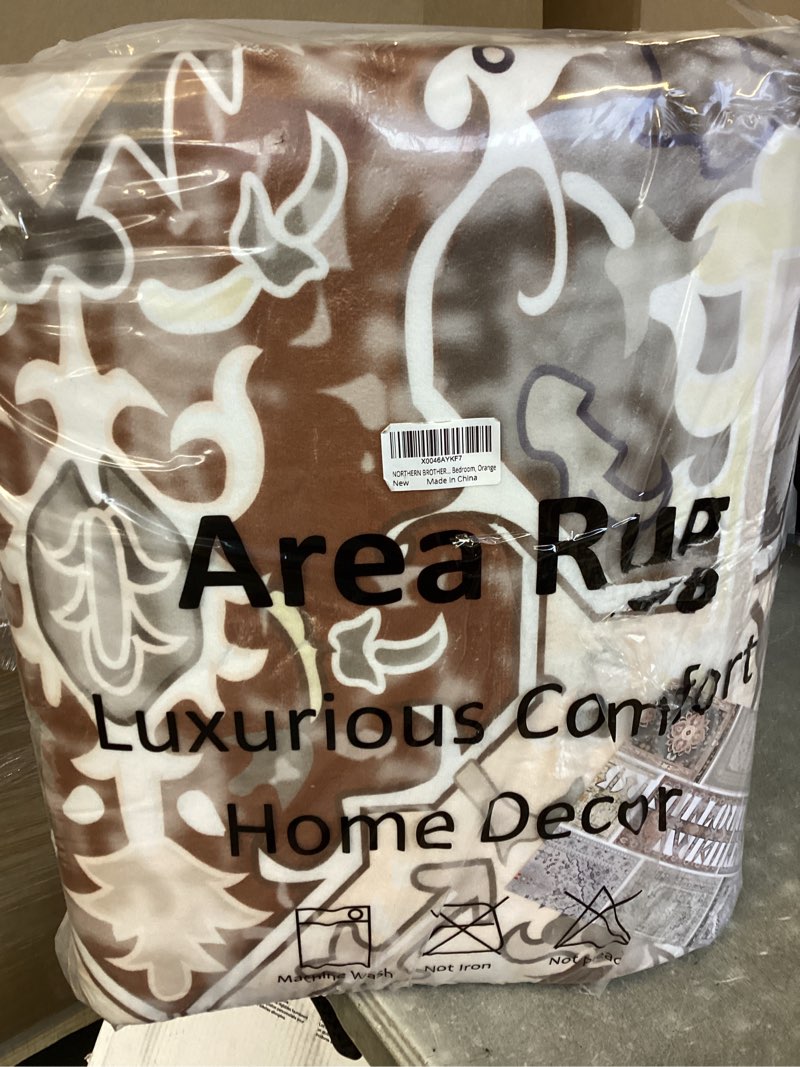 X0046AYKF7
NORTHERN BROTHER... Bedroom, Orange
New Made in China
Area Rug
Luxurious Comfort
Home Decor
Machine Wash
Not Iron
Not